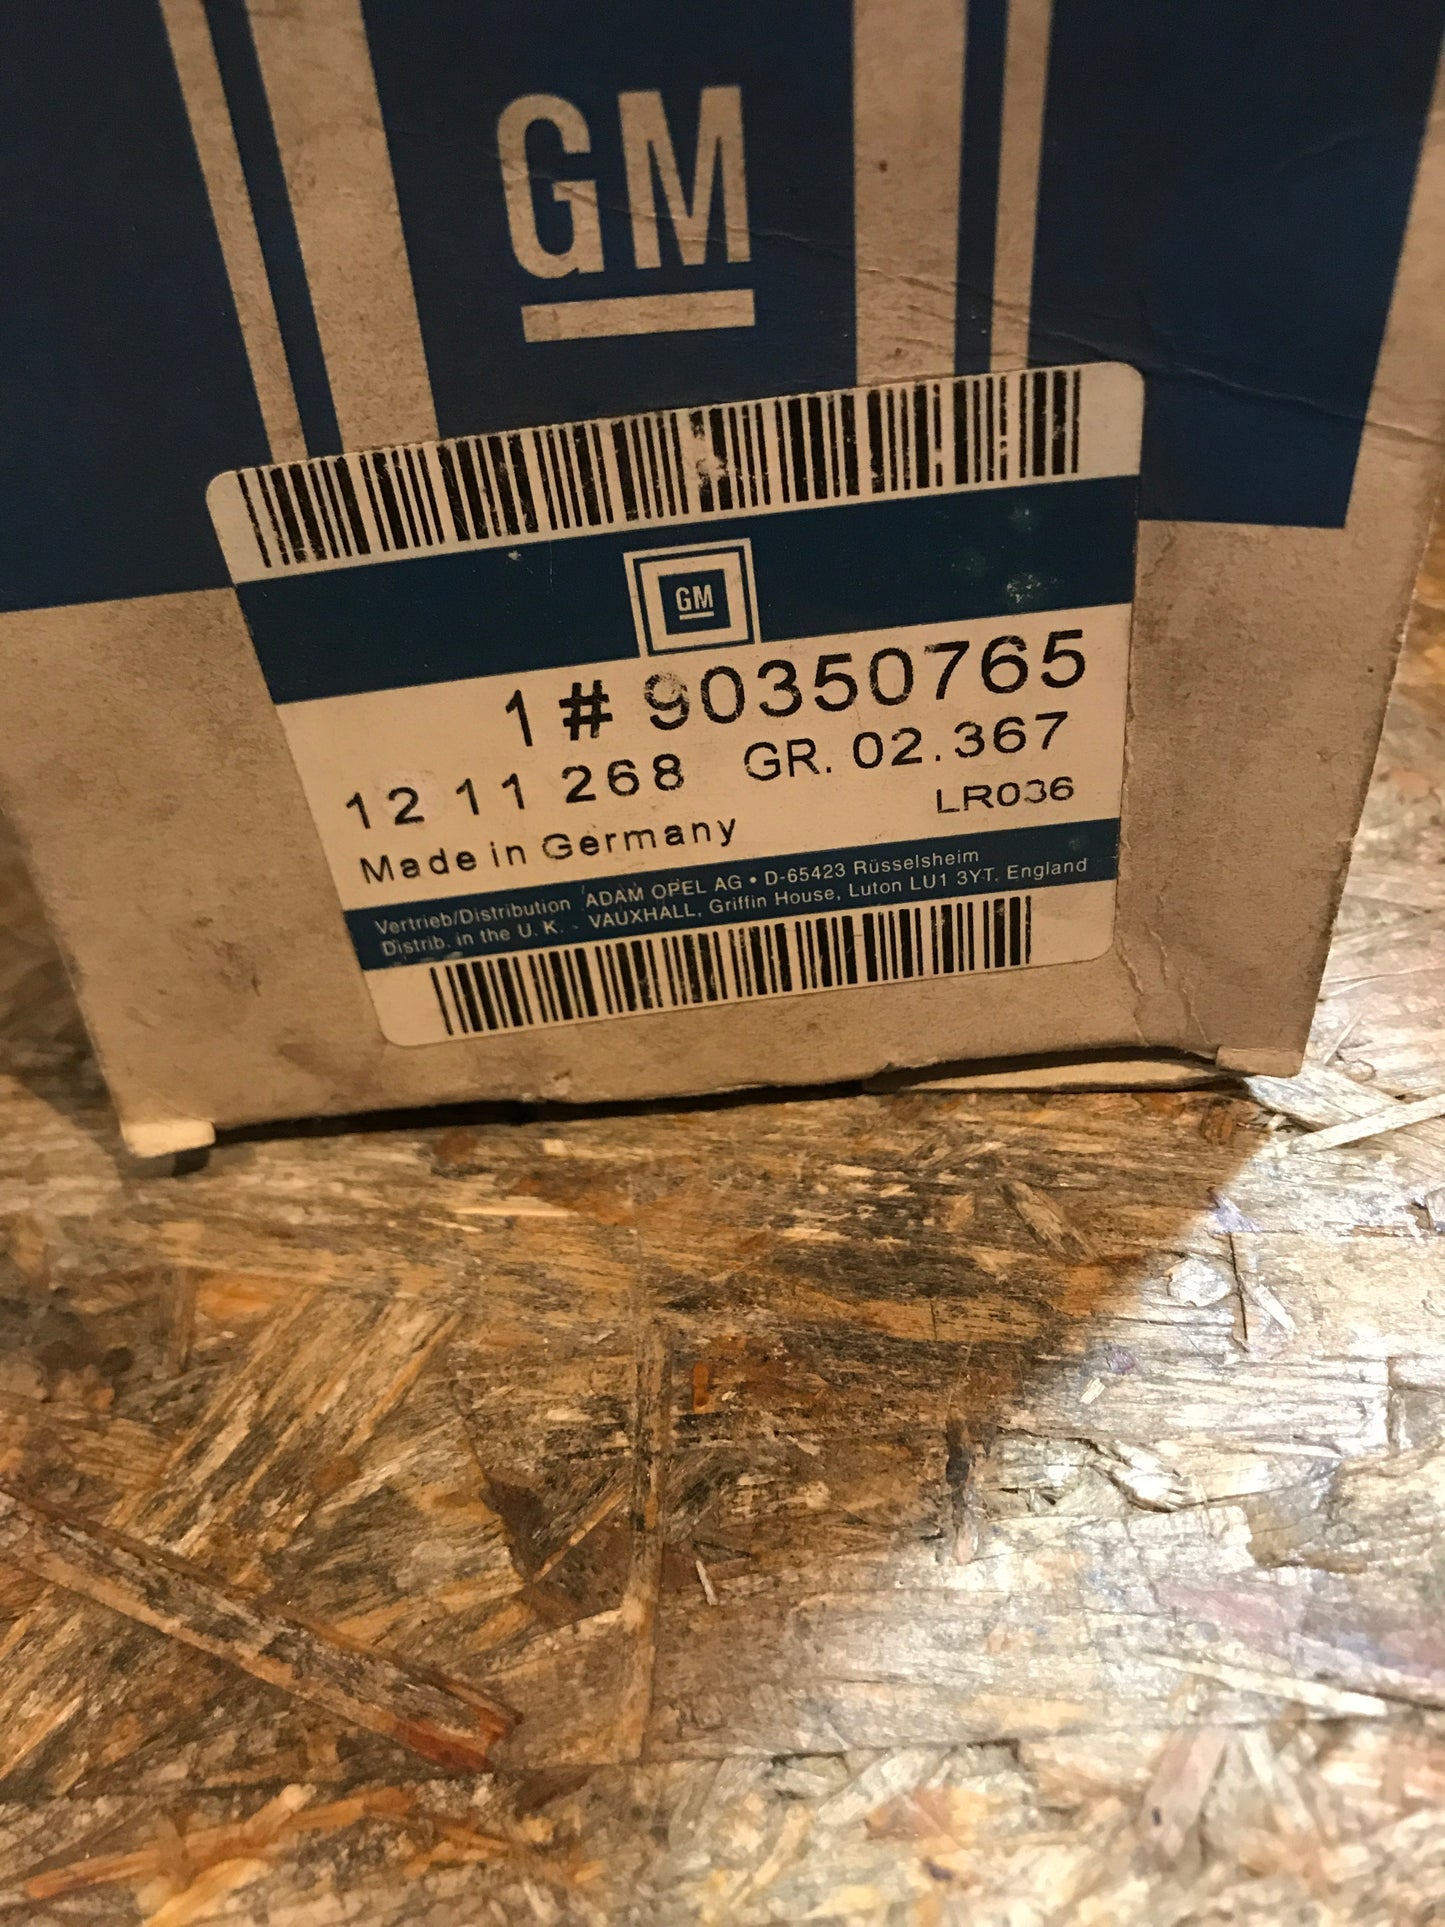 GM
GM
1# 90350765
12 11 268 GR. 02.367
LR036
Made in Germany
Vertrieb/Distribution ADAM OPEL AG • D-65423 Rüsselsheim
Distrib. in the U. K. - VAUXHALL, Griffin House, Luton LU1 3YT. England